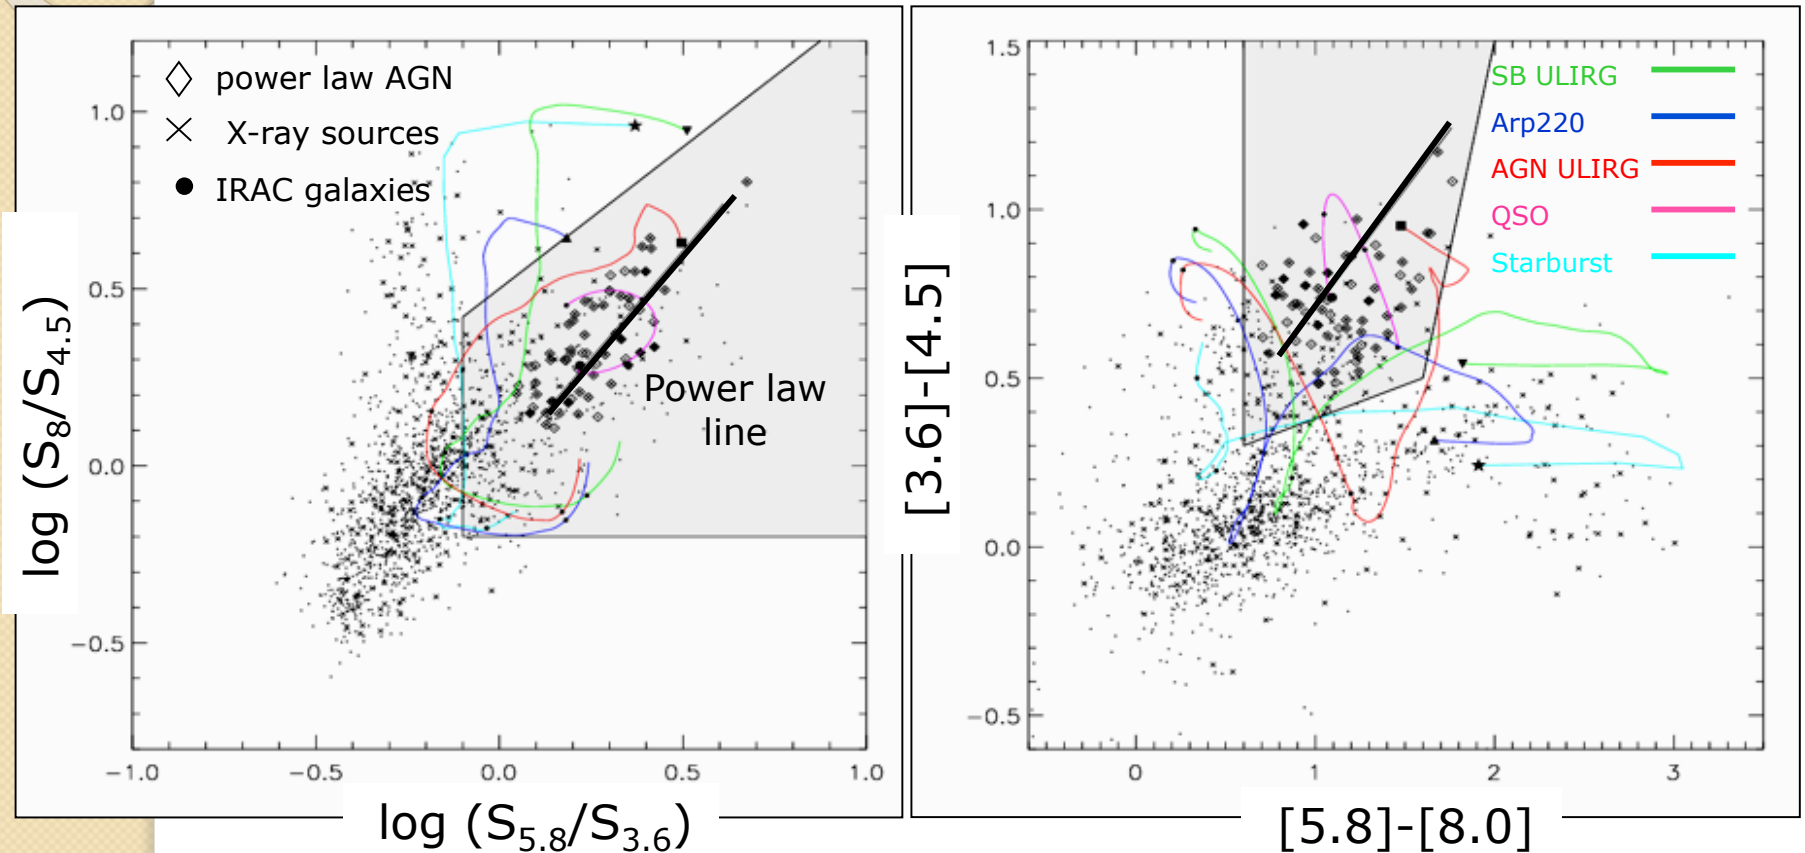 power law AGN
X-ray sources
IRAC galaxies
Power law
line
1.0
0.5
0.0
−0.5
−1.0
−0.5
0.0
0.5
1.0
log (S8/S4.5)
log (S5.8/S3.6)
SB ULIRG
Arp220
AGN ULIRG
QSO
Starburst
1.5
1.0
0.5
0.0
−0.5
0
1
2
3
[3.6]-[4.5]
[5.8]-[8.0]